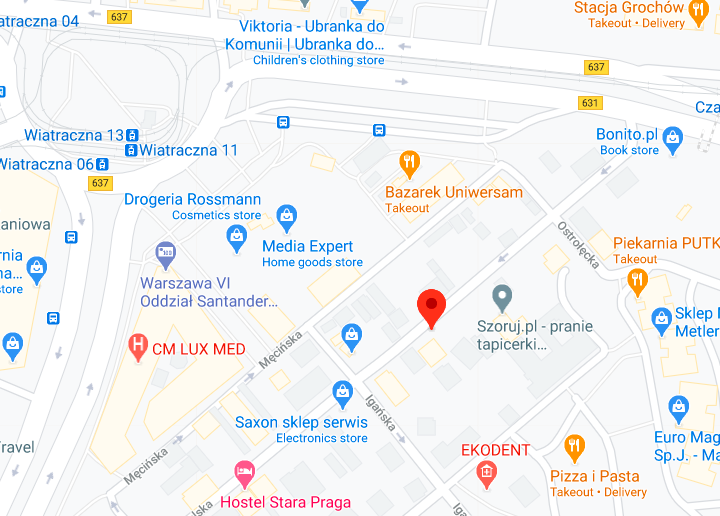 Wiatraczna 04
637
Viktoria - Ubranka do
Komunii | Ubranka do…
Children's clothing store
Stacja Grochów
Takeout • Delivery
637
631
Cza
Wiatraczna 13
Wiatraczna 11
Wiatraczna 06
637
Bonito.pl
Book store
Bazarek Uniwersam
Takeout
Drogeria Rossmann
Cosmetics store
Media Expert
Home goods store
aniowa
rnia
na…
store
Ostrołęcka
Piekarnia PUTK
Takeout
Warszawa VI
Oddział Santander…
Szoruj.pl - pranie
tapicerki…
Sklep M
Metler
CM LUX MED
Męcińska
Igańska
Saxon sklep serwis
Electronics store
Travel
Męcińska
EKODENT
Euro Mag
Sp.J. - Ma
Pizza i Pasta
Takeout • Delivery
Hostel Stara Praga
Iga